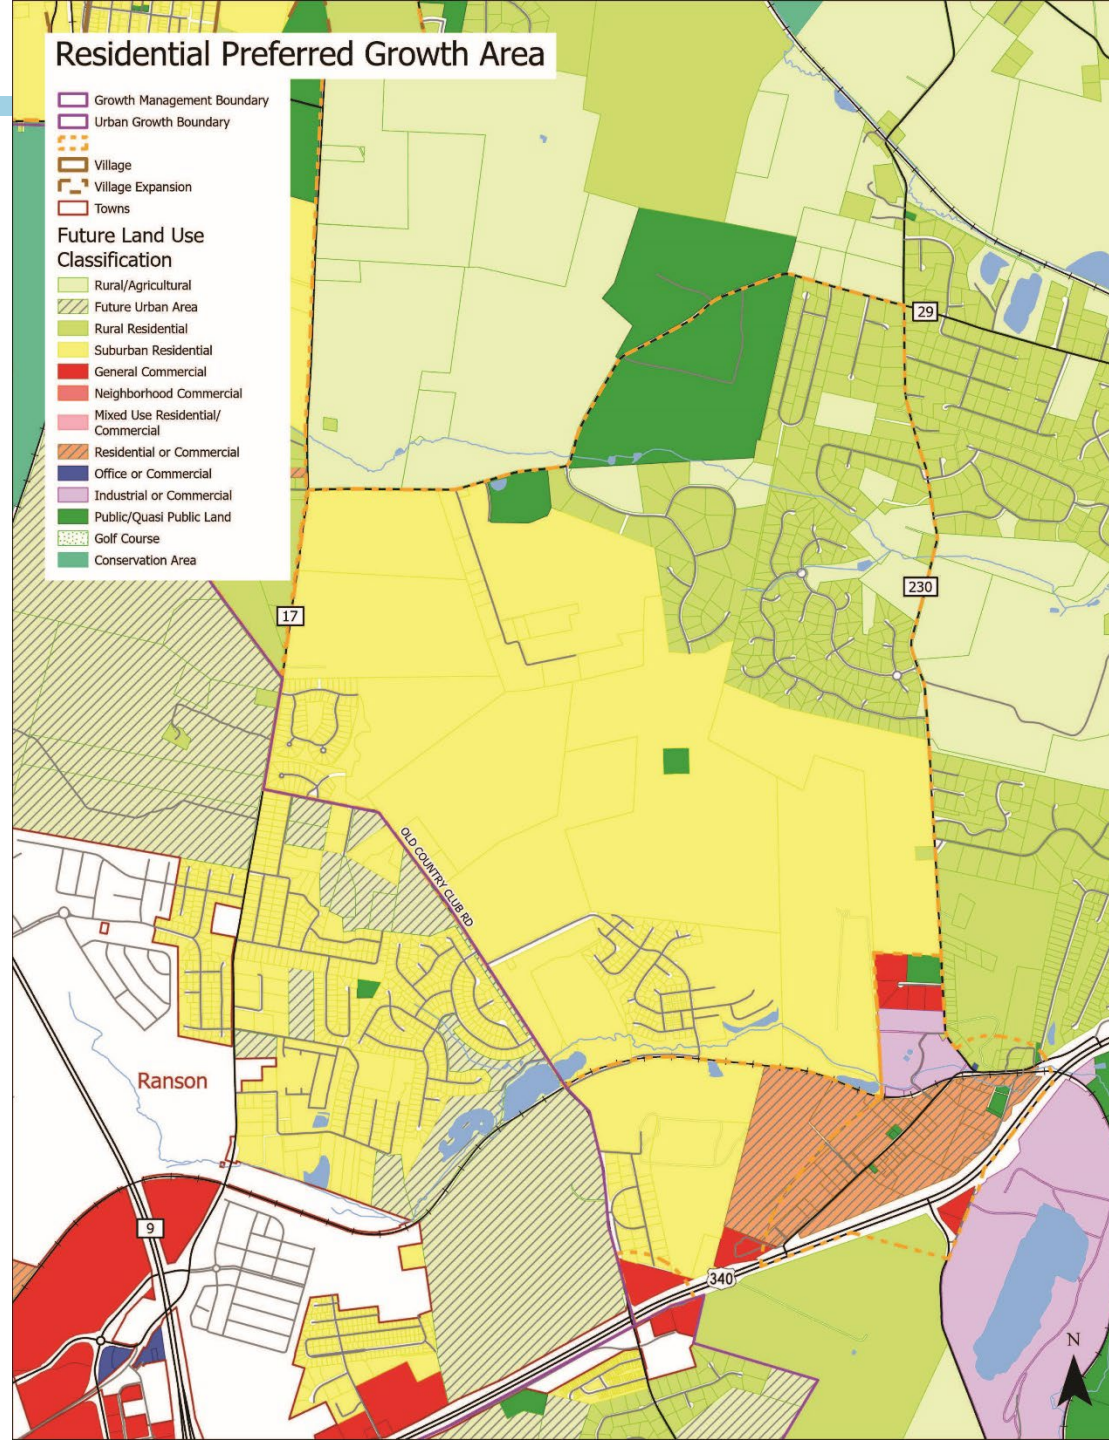 Residential Preferred Growth Area
Growth Management Boundary
Urban Growth Boundary
Village
Village Expansion
Towns
Future Land Use
Classification
Rural/Agricultural
Future Urban Area
Rural Residential
Suburban Residential
General Commercial
Neighborhood Commercial
Mixed Use Residential/
Commercial
Residential or Commercial
Office or Commercial
Industrial or Commercial
Public/Quasi Public Land
Golf Course
Conservation Area
29
230
17
OLD COUNTRY CLUB RD
Ranson
9
340
N